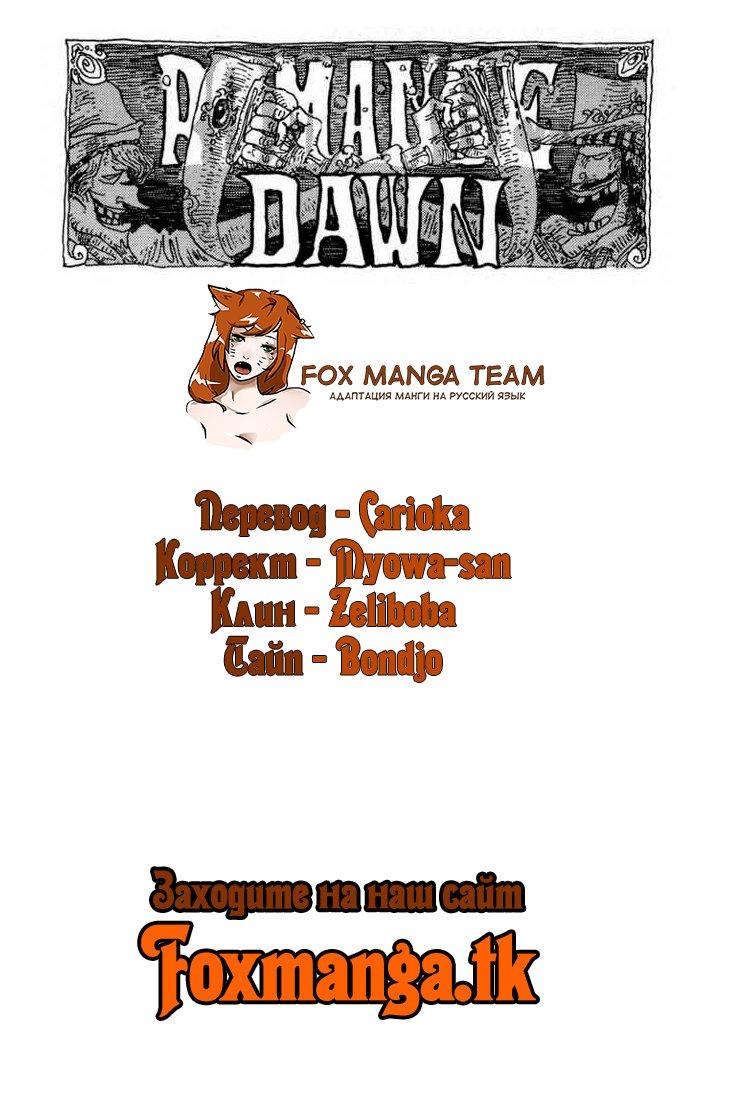 ROMANCE
DAWN
FOX MANGA TEAM
АДАПТАЦИЯ МАНГИ НА РУССКИЙ ЯЗЫК
Перевод - Carioka
Коррект - Myowa-san
Клин - Zeliboba
Тайп - Bondjo
Заходите на наш сайт
Foxmanga.tk